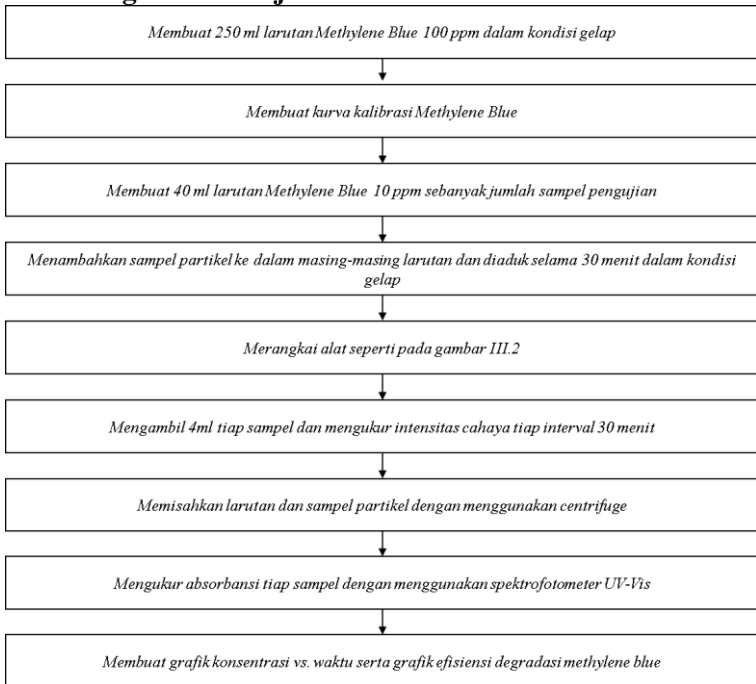 Membuat 250 ml larutan Methylene Blue 100 ppm dalam kondisi gelap
Membuat kurva kalibrasi Methylene Blue
Membuat 40 ml larutan Methylene Blue 10 ppm sebanyak jumlah sampel pengujian
Menambahkan sampel partikel ke dalam masing-masing larutan dan diaduk selama 30 menit dalam kondisi
gelap
Merangkai alat seperti pada gambar III.2
Mengambil 4ml tiap sampel dan mengukur intensitas cahaya tiap interval 30 menit
Memisahkan larutan dan sampel partikel dengan menggunakan centrifuge
Mengukur absorbansi tiap sampel dengan menggunakan spektrofotometer UV-Vis
Membuat grafik konsentrasi vs. waktu serta grafik efisiensi degradasi methylene blue